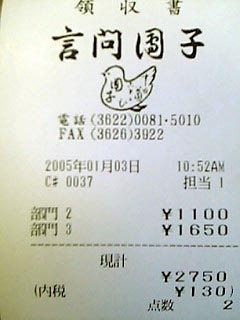 領収書
言問團子
電話(3622)0081·5010
FAX(3626)3922
2005年01月03日 10:52AM
C# 0037 担当 1
部門 2 ¥1100
部門 3 ¥1650
現計
¥2750
(内税 ¥130)
点数 2